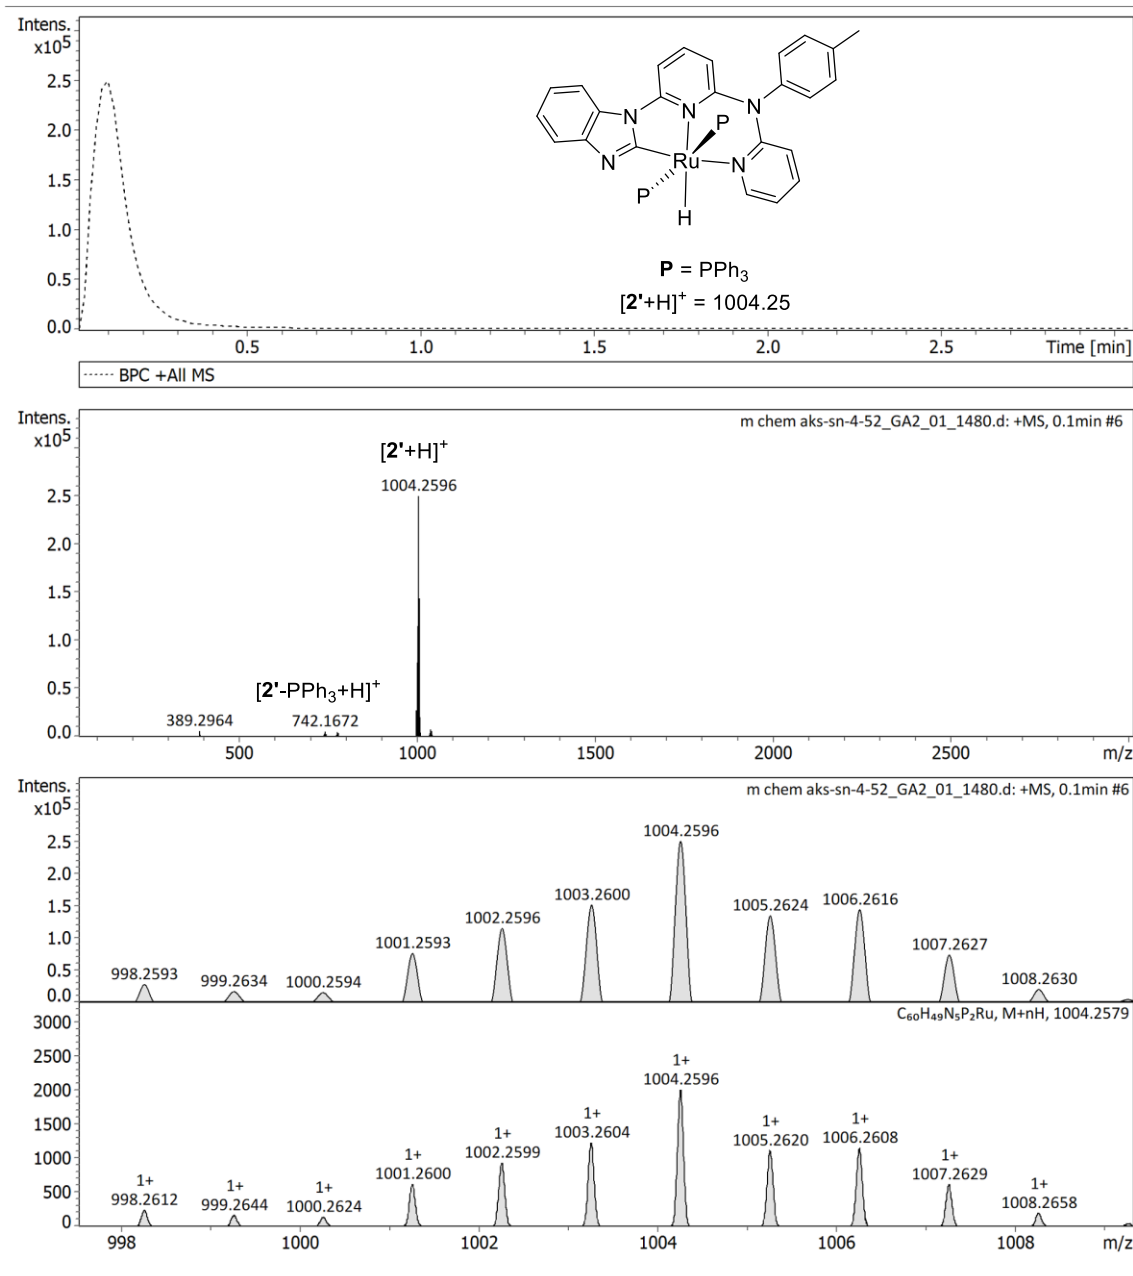 Intens.
x10⁵
2.5
2.0
1.5
1.0
0.5
0.0
N
N
N
P
N
Ru
N
P
H
P = PPh₃
[2'+H]⁺ = 1004.25
0.5
1.0
1.5
2.0
2.5
Time [min]
BPC +All MS
Intens.
x10⁵
m chem aks-sn-4-52_GA2_01_1480.d: +MS, 0.1min #6
[2'+H]⁺
1004.2596
2.5
2.0
1.5
1.0
0.5
0.0
[2'-PPh₃+H]⁺
389.2964
742.1672
500
1000
1500
2000
2500
m/z
Intens.
x10⁵
m chem aks-sn-4-52_GA2_01_1480.d: +MS, 0.1min #6
2.5
2.0
1.5
1.0
0.5
0.0
998.2593
999.2634
1000.2594
1001.2593
1002.2596
1003.2600
1004.2596
1005.2624
1006.2616
1007.2627
1008.2630
C₆₀H₄₉N₅P₂Ru, M+nH, 1004.2579
3000
2500
2000
1500
1000
500
0
1+
998.2612
1+
999.2644
1+
1000.2624
1+
1001.2600
1+
1002.2599
1+
1003.2604
1+
1004.2596
1+
1005.2620
1+
1006.2608
1+
1007.2629
1+
1008.2658
998
1000
1002
1004
1006
1008
m/z